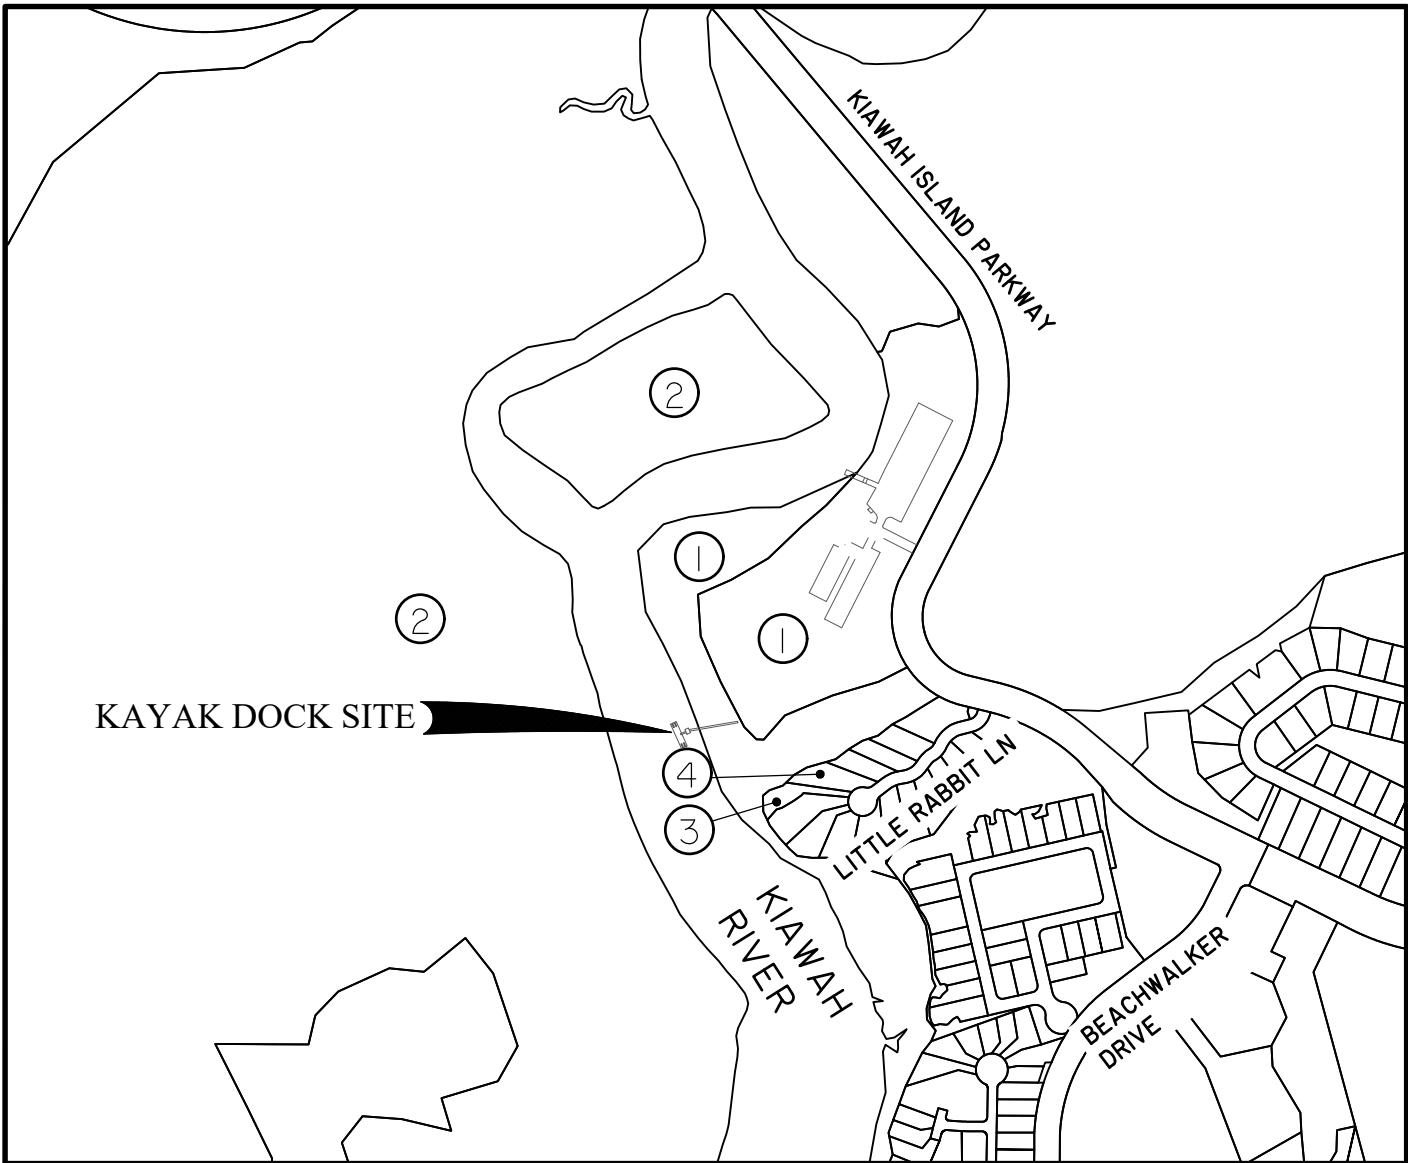 KIAWAH ISLAND PARKWAY
2
1
2
1
KAYAK DOCK SITE
4
3
LITTLE RABBIT LN
KIAWAH
RIVER
BEACHWALKER
DRIVE